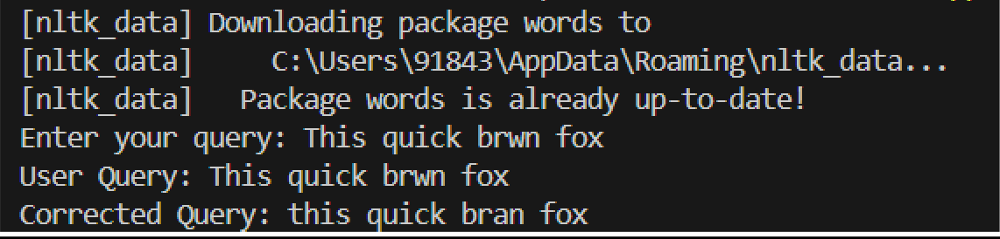 [nltk_data] Downloading package words to
[nltk_data]     C:\Users\91843\AppData\Roaming\nltk_data...
[nltk_data]   Package words is already up-to-date!
Enter your query: This quick brwn fox
User Query: This quick brwn fox
Corrected Query: this quick bran fox